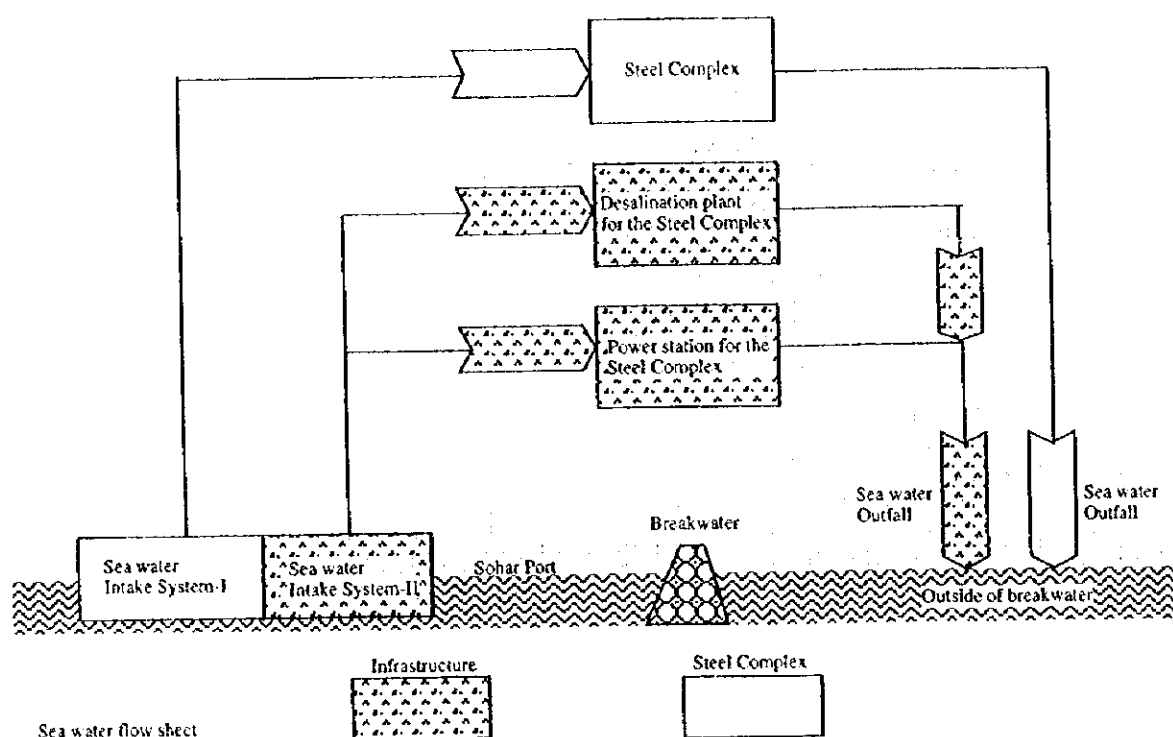 Steel Complex
Desalination plant
for the Steel Complex
Power station for the
Steel Complex
Sea water
Outfall
Sea water
Outfall
Breakwater
Sea water
Intake System-I
Sea water
Intake System-II
Sohar Port
Outside of breakwater
Infrastructure
Steel Complex
Sea water flow sheet